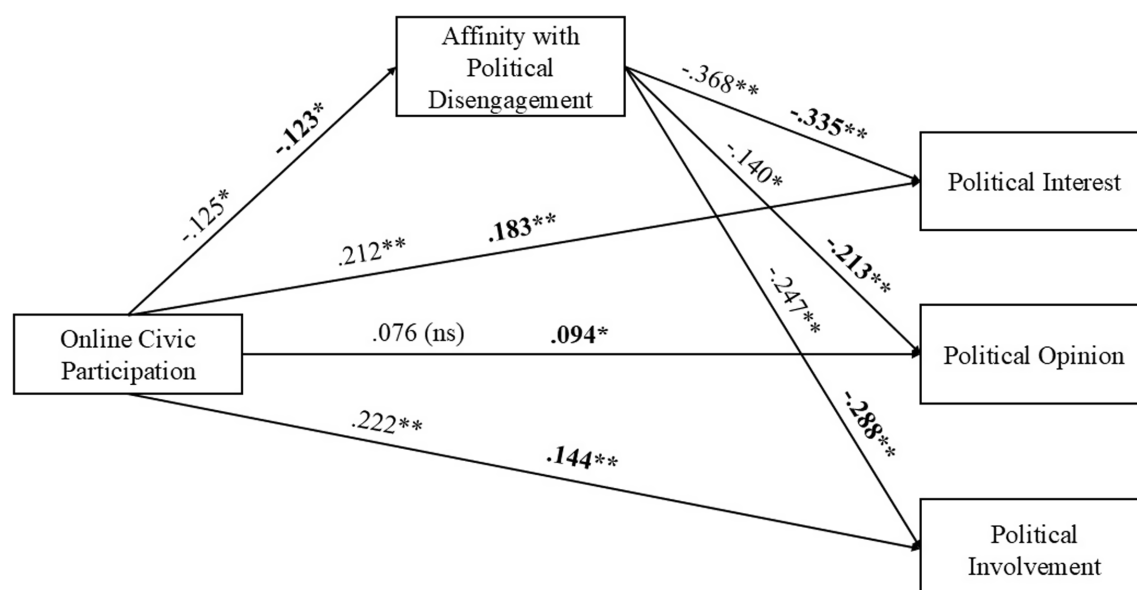 Affinity with
Political
Disengagement
-.368**
-.335**
-.123*
-.140*
Political Interest
-.125*
.212**
.183**
-.213**
-.247**
Online Civic
Participation
.076 (ns)
.094*
Political Opinion
.222**
.144**
-.288**
Political
Involvement